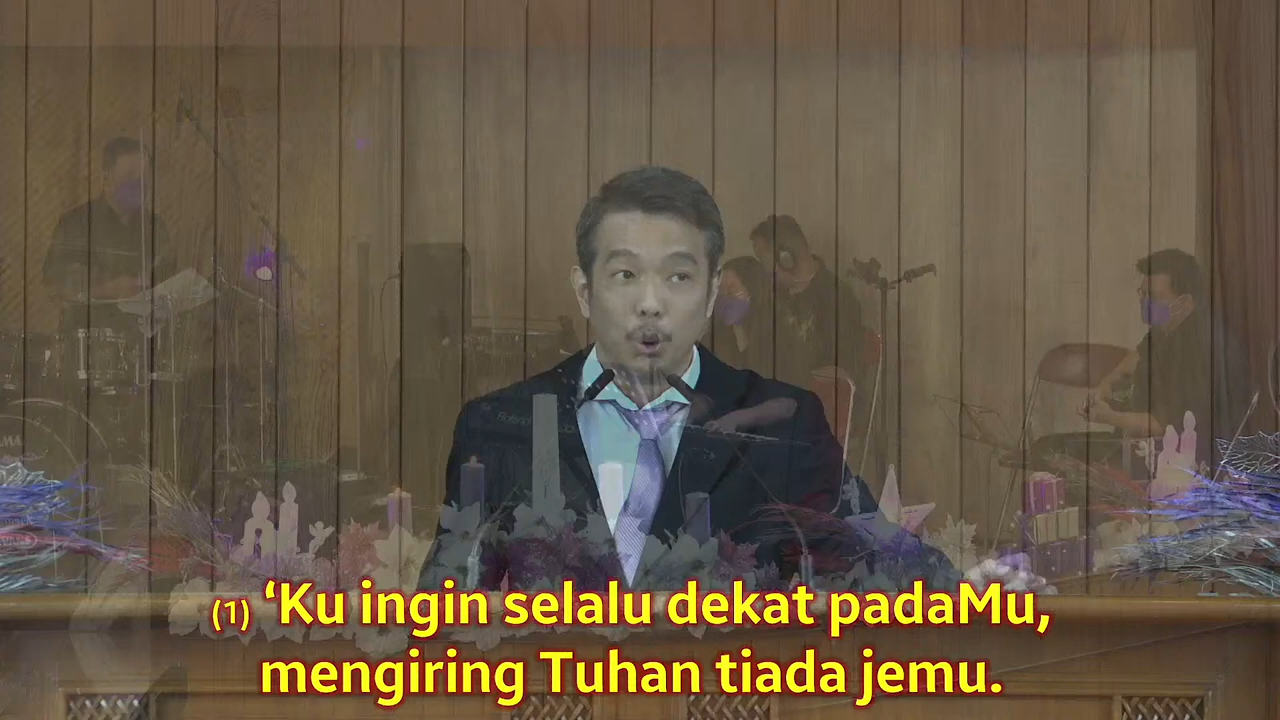 (1) ‘Ku ingin selalu dekat padaMu,
mengiring Tuhan tiada jemu.